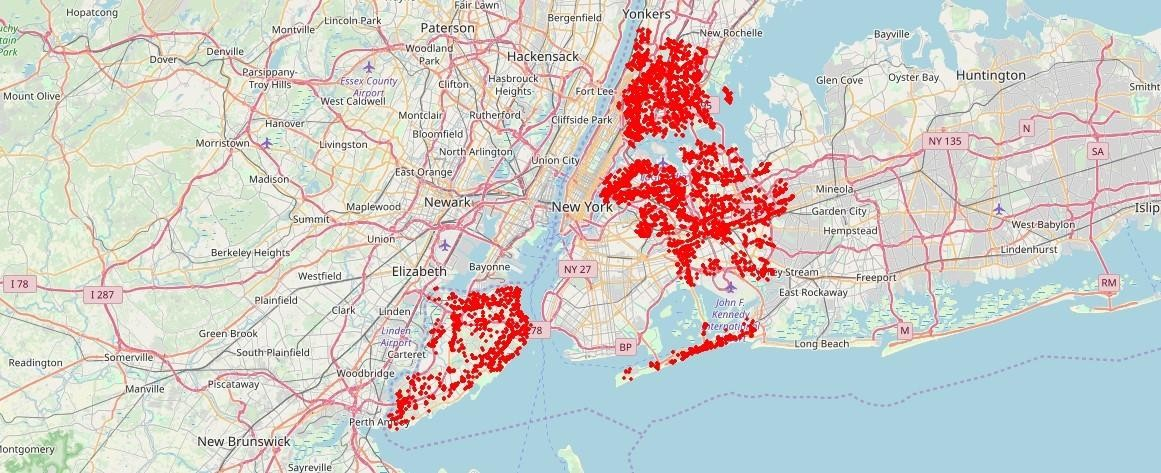 Hopatcong
Lincoln Park
Fair Lawn
Bergenfield
Yonkers
Montville
Paterson
New Rochelle
Bayville
Denville
Woodland
Park
Hackensack
Dover
Parsippany-
Troy Hills
Essex County
Airport
Hasbrouck
Heights
Glen Cove
Oyster Bay
Huntington
Mount Olive
West Caldwell
Clifton
Fort Lee
Smitht
Hanover
Montclair
Rutherford
Cliffside Park
Bloomfield
N
Morristown
Livingston
North Arlington
NY 135
SA
Union City
Madison
East Orange
Mineola
Maplewood
Newark
New York
Garden City
Islip
Summit
Hempstead
West Babylon
Union
Berkeley Heights
Lindenhurst
Elizabeth
Bayonne
NY 27
ey Stream
Freeport
Westfield
I 78
I 287
East Rockaway
RM
Plainfield
Clark
Linden
John F.
Kennedy
International
Green Brook
Linden
Airport
278
M
Long Beach
South Plainfield
Carteret
BP
Readington
Somerville
Woodbridge
Manville
Piscataway
Perth Am
New Brunswick
Montgomery
Sayreville